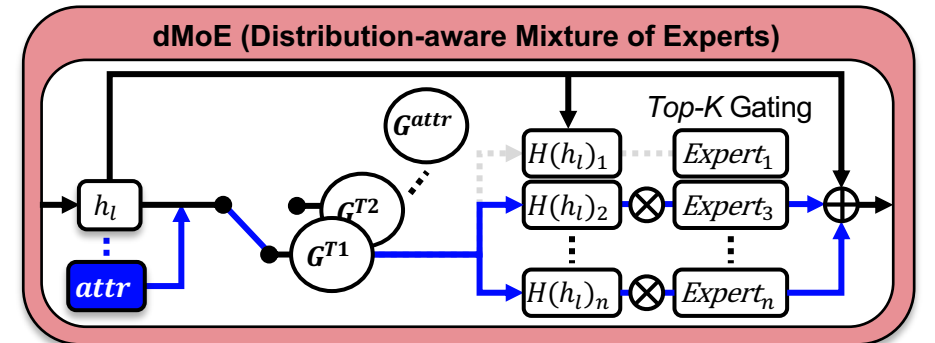 dMoE (Distribution-aware Mixture of Experts)
Top-K Gating
G^{attr}
H(h_l)_1 Expert_1
h_l G^{T2} H(h_l)_2 Expert_3
G^{T1}
attr H(h_l)_n Expert_n